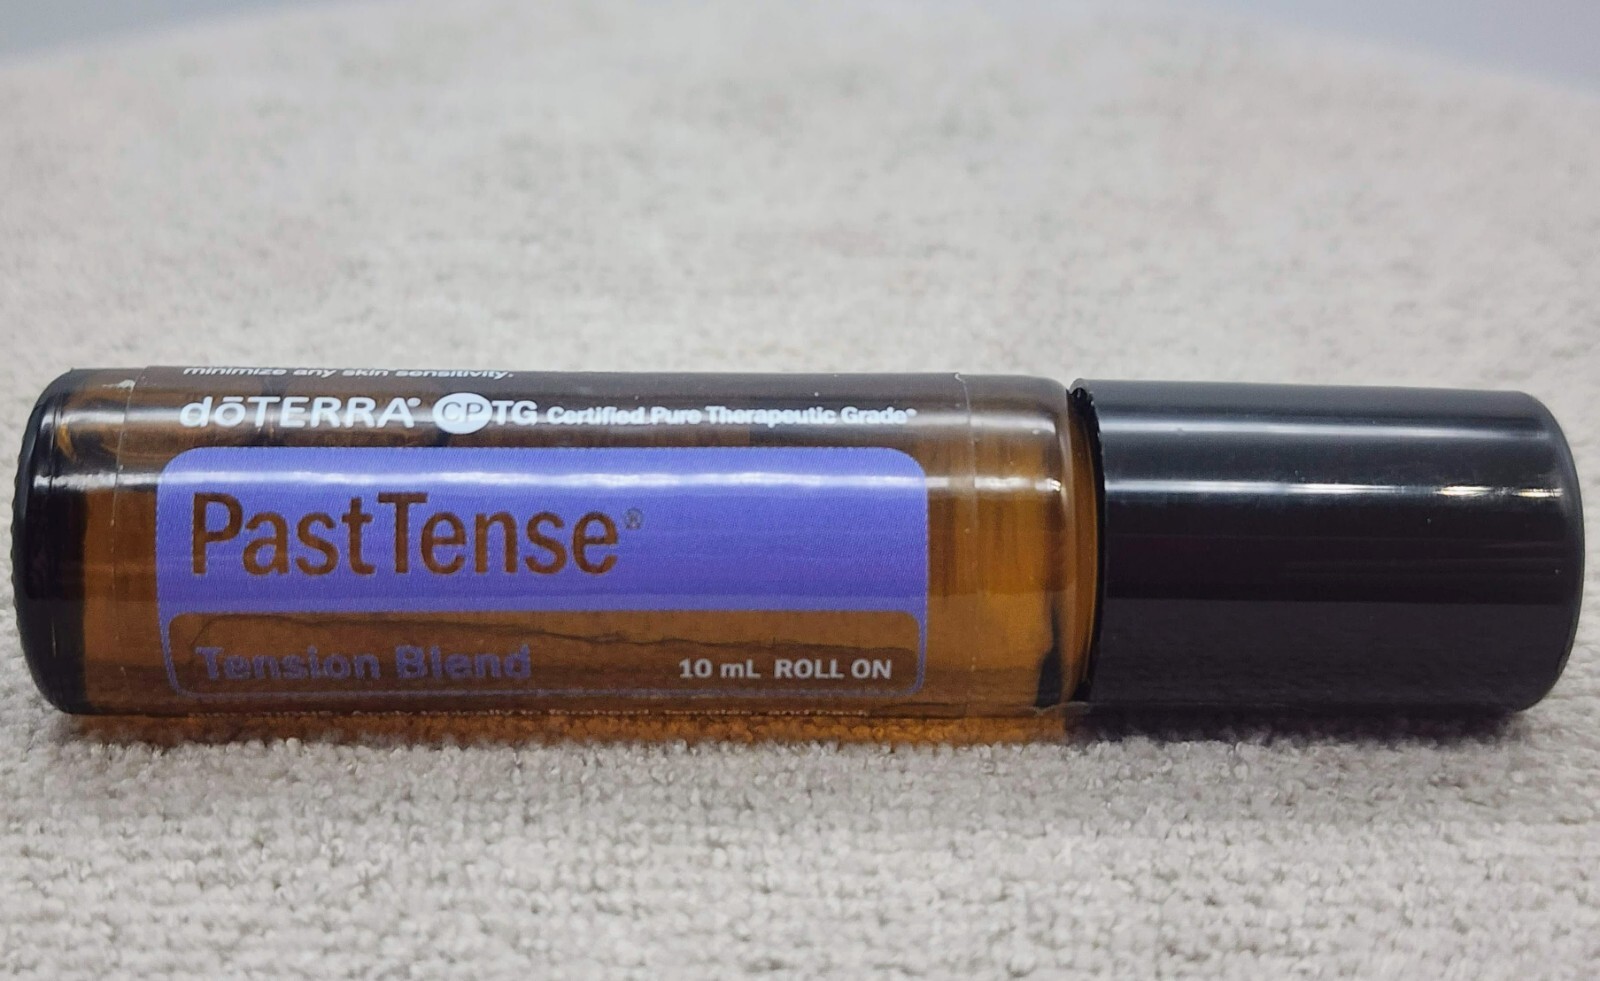 minimize any skin sensitivity.
dōTERRA® CPTG Certified Pure Therapeutic Grade®
PastTense®
Tension Blend 10 mL ROLL ON